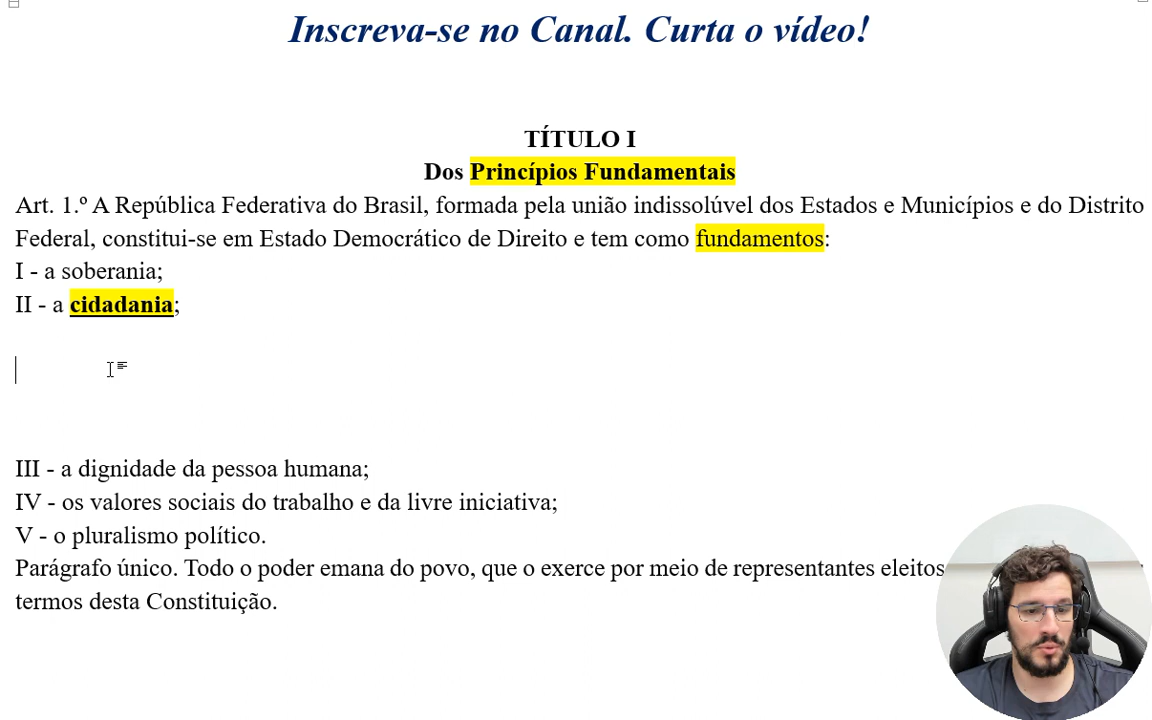 Inscreva-se no Canal. Curta o vídeo!
TÍTULO I
Dos Princípios Fundamentais
Art. 1.º A República Federativa do Brasil, formada pela união indissolúvel dos Estados e Municípios e do Distrito
Federal, constitui-se em Estado Democrático de Direito e tem como fundamentos:
I - a soberania;
II - a cidadania;
III - a dignidade da pessoa humana;
IV - os valores sociais do trabalho e da livre iniciativa;
V - o pluralismo político.
Parágrafo único. Todo o poder emana do povo, que o exerce por meio de representantes eleitos
termos desta Constituição.